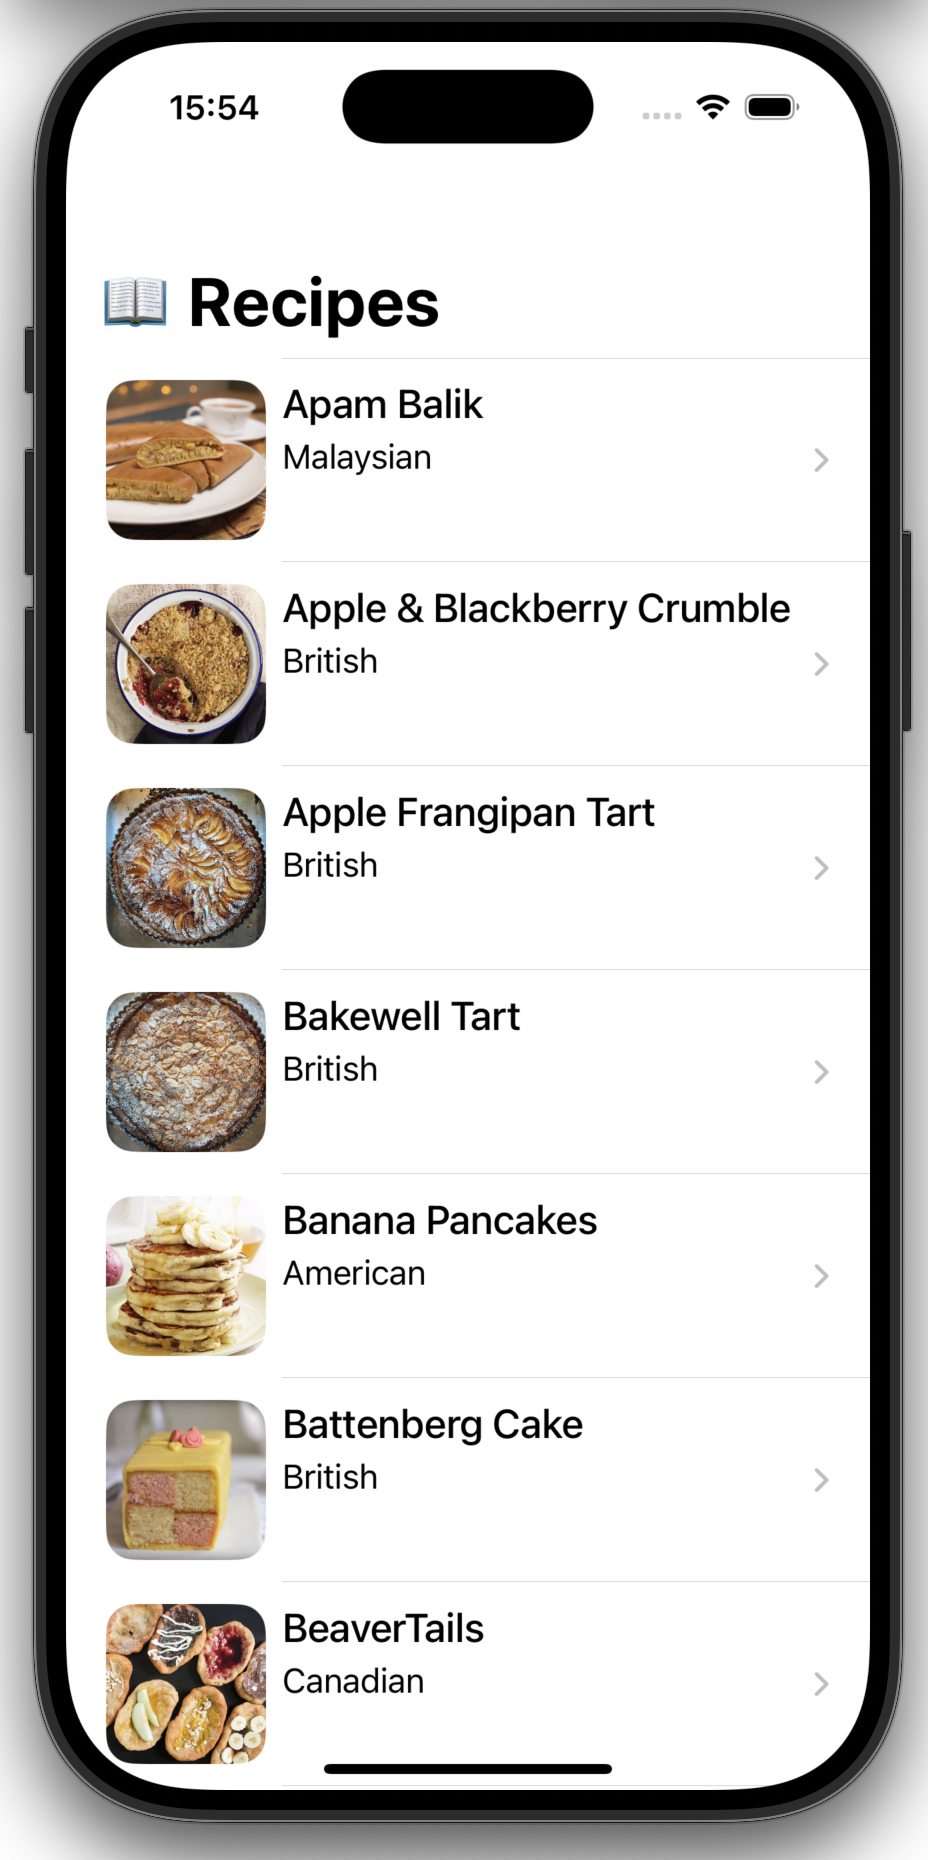 15:54
📖 Recipes
Apam Balik
Malaysian
Apple & Blackberry Crumble
British
Apple Frangipan Tart
British
Bakewell Tart
British
Banana Pancakes
American
Battenberg Cake
British
BeaverTails
Canadian